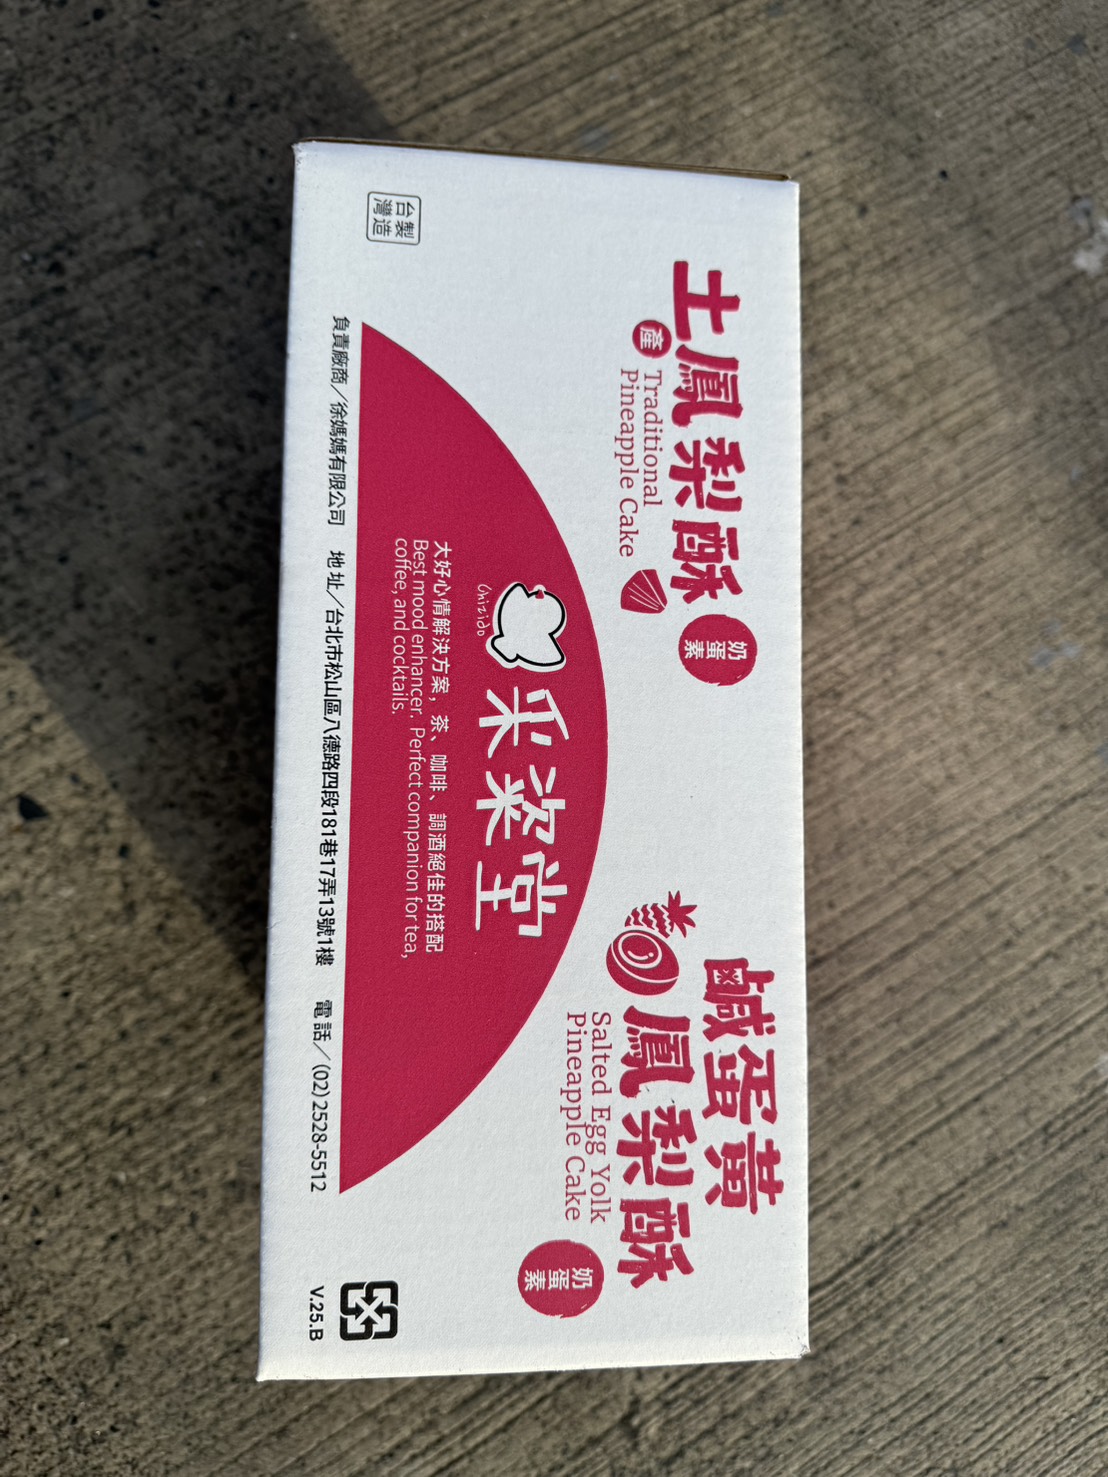 土鳳梨酥
產
Traditional
Pineapple Cake
奶蛋素
鹹蛋黃
鳳梨酥
Salted Egg Yolk
Pineapple Cake
奶蛋素
Chizido
采粢堂
大好心情解決方案，茶、咖啡、調酒絕佳的搭配
Best mood enhancer. Perfect companion for tea,
coffee, and cocktails.
台灣製造
負責廠商／徐媽媽有限公司 地址／台北市松山區八德路四段181巷17弄13號1樓 電話／(02)2528-5512
V.25.B